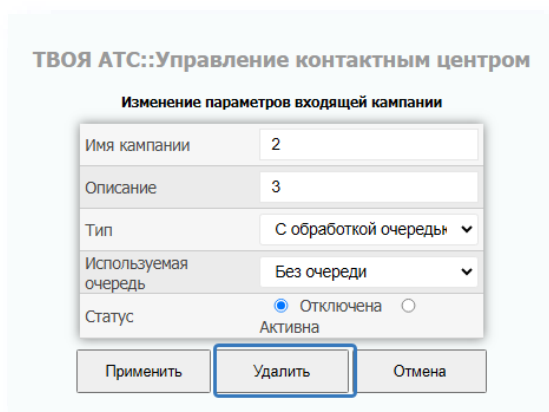 ТВОЯ АТС::Управление контактным центром
Изменение параметров входящей кампании
Имя кампании 2
Описание 3
Тип С обработкой очередью
Используемая
очередь Без очереди
Статус Отключена
Активна
Применить Удалить Отмена